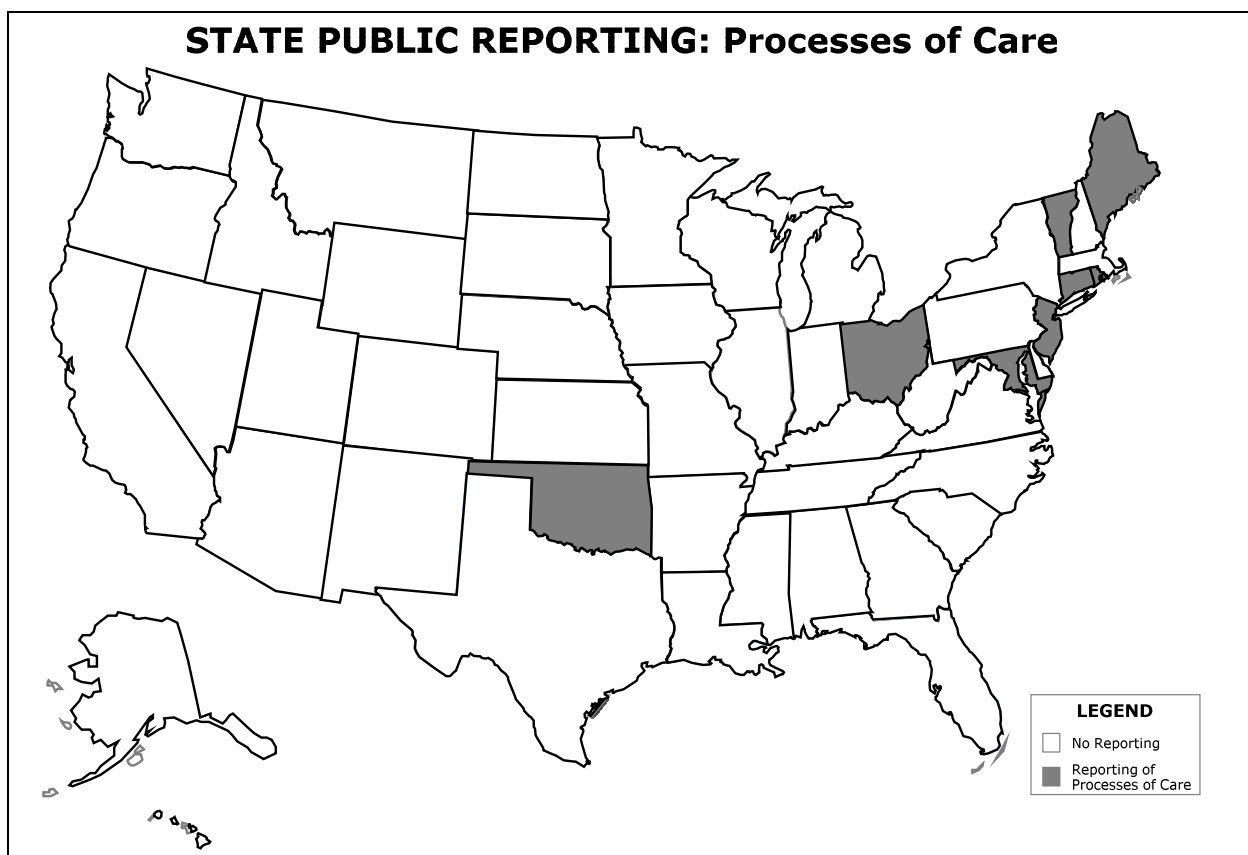 STATE PUBLIC REPORTING: Processes of Care
LEGEND
No Reporting
Reporting of
Processes of Care